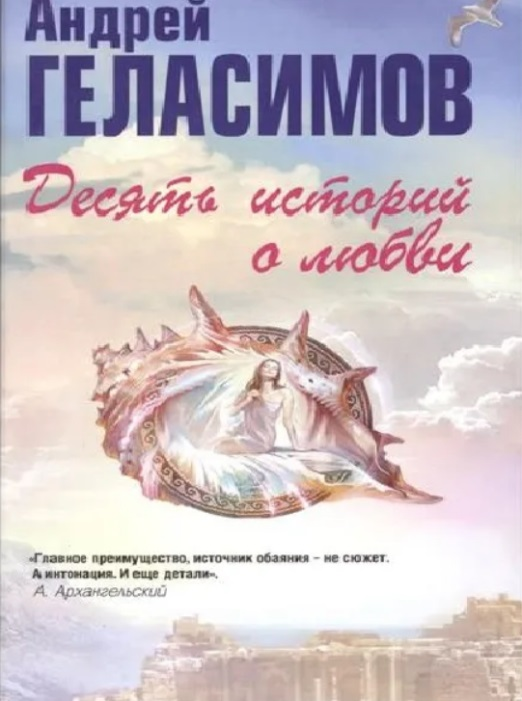 Андрей
ГЕЛАСИМОВ
Десять историй
о любви
«Главное преимущество, источник обаяния – не сюжет.
А интонация. И еще детали».
А. Архангельский